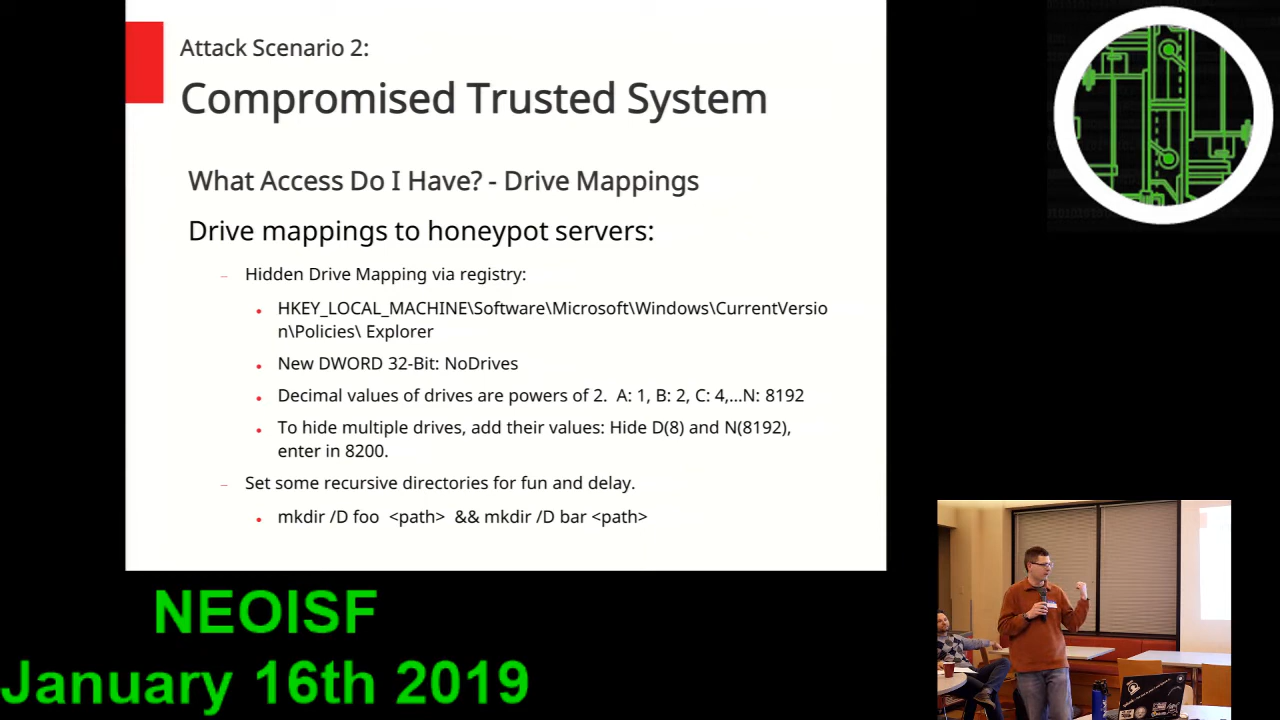 Attack Scenario 2:
Compromised Trusted System
What Access Do I Have? - Drive Mappings
Drive mappings to honeypot servers:
– Hidden Drive Mapping via registry:
• HKEY_LOCAL_MACHINE\Software\Microsoft\Windows\CurrentVersio
n\Policies\ Explorer
• New DWORD 32-Bit: NoDrives
• Decimal values of drives are powers of 2.  A: 1, B: 2, C: 4,...N: 8192
• To hide multiple drives, add their values: Hide D(8) and N(8192),
enter in 8200.
– Set some recursive directories for fun and delay.
• mkdir /D foo  <path>  && mkdir /D bar <path>
NEOISF
January 16th 2019